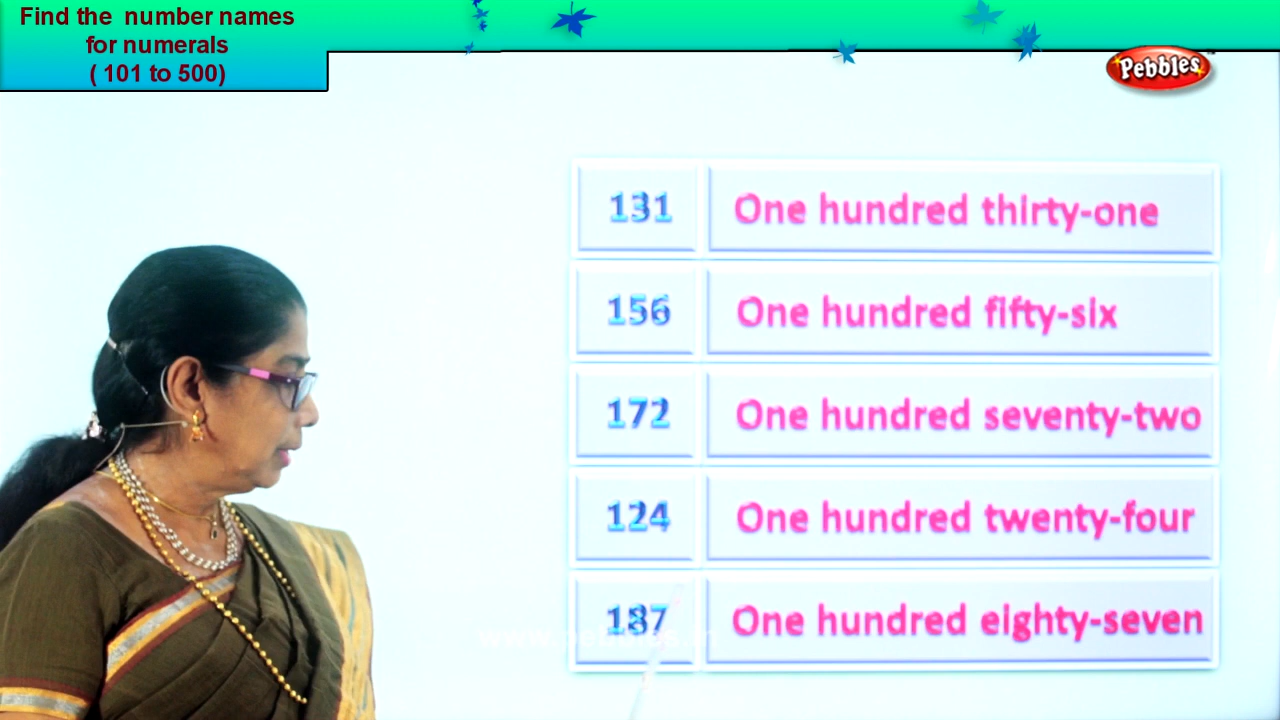 Find the number names
for numerals
( 101 to 500)
Pebbles
131 One hundred thirty-one
156 One hundred fifty-six
172 One hundred seventy-two
124 One hundred twenty-four
187 One hundred eighty-seven